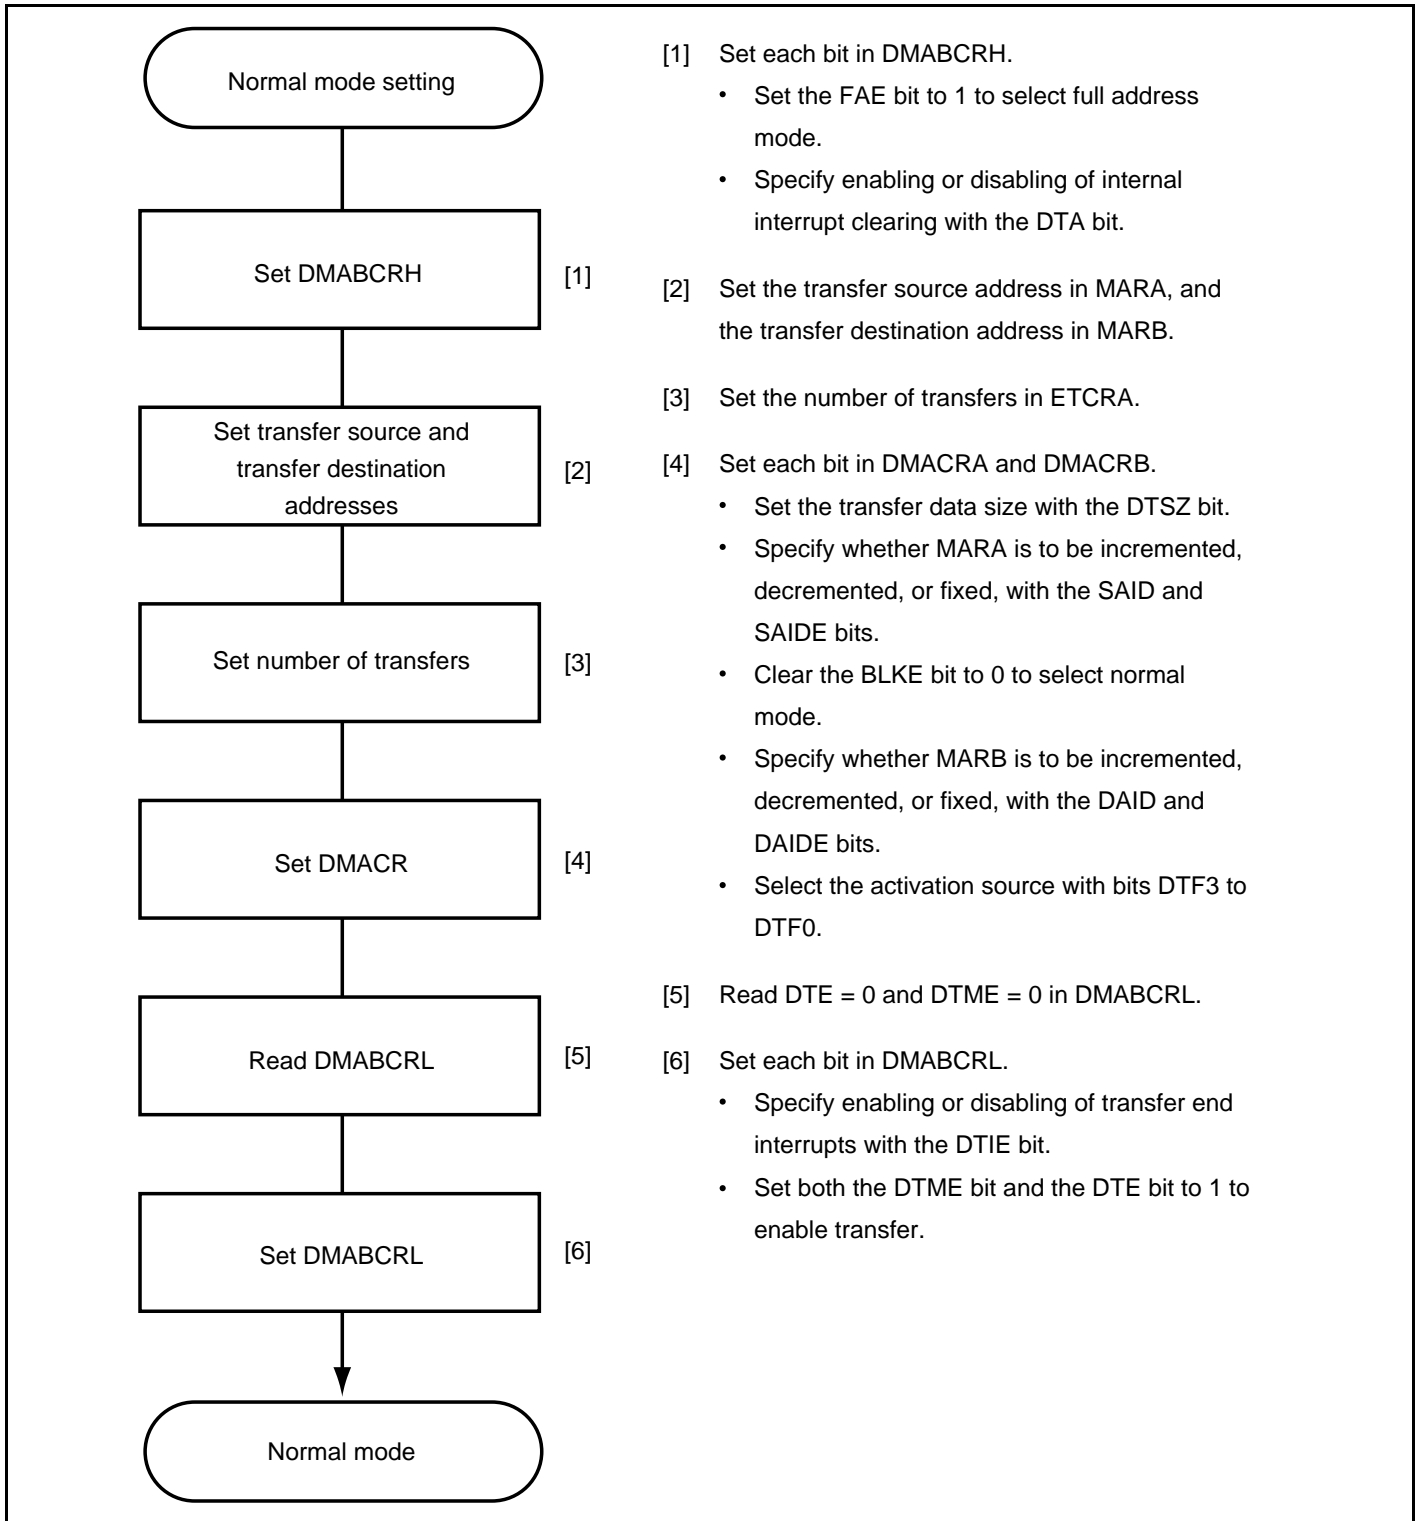 Normal mode setting
Set DMABCRH
[1]
Set transfer source and
transfer destination
addresses
[2]
Set number of transfers
[3]
Set DMACR
[4]
Read DMABCRL
[5]
Set DMABCRL
[6]
Normal mode
[1] Set each bit in DMABCRH.
• Set the FAE bit to 1 to select full address
mode.
• Specify enabling or disabling of internal
interrupt clearing with the DTA bit.
[2] Set the transfer source address in MARA, and
the transfer destination address in MARB.
[3] Set the number of transfers in ETCRA.
[4] Set each bit in DMACRA and DMACRB.
• Set the transfer data size with the DTSZ bit.
• Specify whether MARA is to be incremented,
decremented, or fixed, with the SAID and
SAIDE bits.
• Clear the BLKE bit to 0 to select normal
mode.
• Specify whether MARB is to be incremented,
decremented, or fixed, with the DAID and
DAIDE bits.
• Select the activation source with bits DTF3 to
DTF0.
[5] Read DTE = 0 and DTME = 0 in DMABCRL.
[6] Set each bit in DMABCRL.
• Specify enabling or disabling of transfer end
interrupts with the DTIE bit.
• Set both the DTME bit and the DTE bit to 1 to
enable transfer.